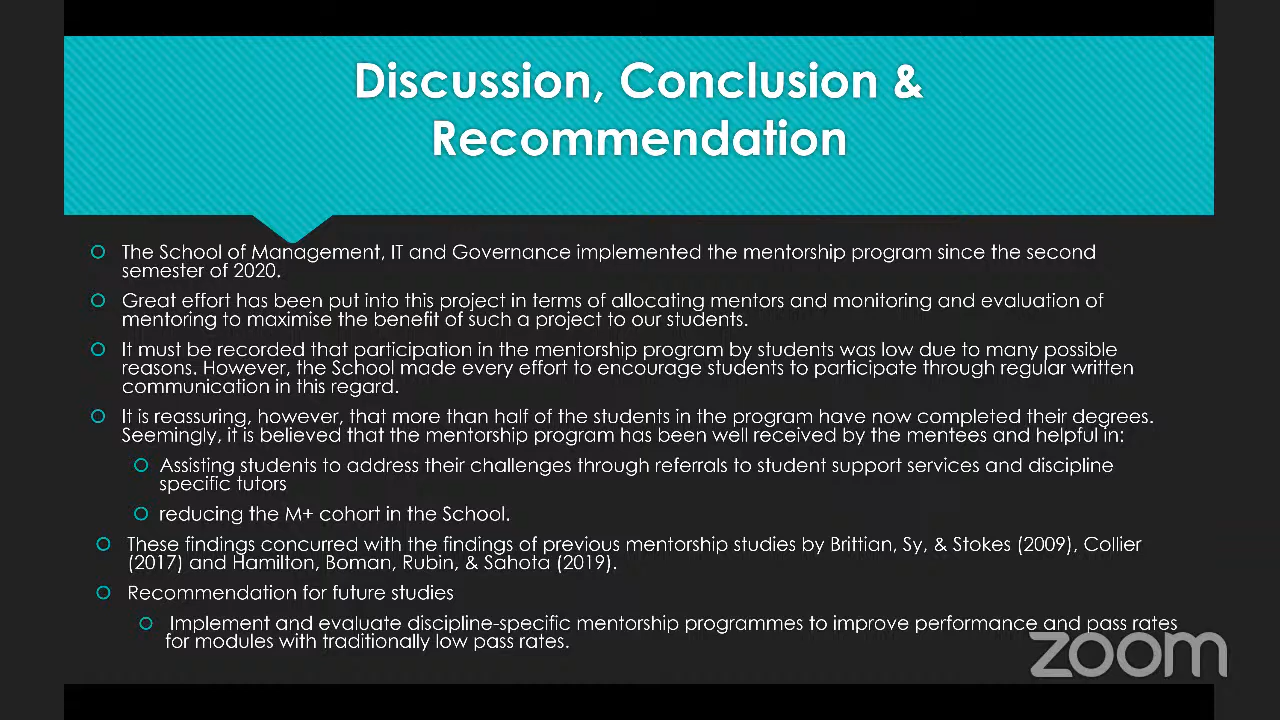 Discussion, Conclusion &
Recommendation
The School of Management, IT and Governance implemented the mentorship program since the second
semester of 2020.
Great effort has been put into this project in terms of allocating mentors and monitoring and evaluation of
mentoring to maximise the benefit of such a project to our students.
It must be recorded that participation in the mentorship program by students was low due to many possible
reasons. However, the School made every effort to encourage students to participate through regular written
communication in this regard.
It is reassuring, however, that more than half of the students in the program have now completed their degrees.
Seemingly, it is believed that the mentorship program has been well received by the mentees and helpful in:
Assisting students to address their challenges through referrals to student support services and discipline
specific tutors
reducing the M+ cohort in the School.
These findings concurred with the findings of previous mentorship studies by Brittian, Sy, & Stokes (2009), Collier
(2017) and Hamilton, Boman, Rubin, & Sahota (2019).
Recommendation for future studies
Implement and evaluate discipline-specific mentorship programmes to improve performance and pass rates
for modules with traditionally low pass rates.
zoom